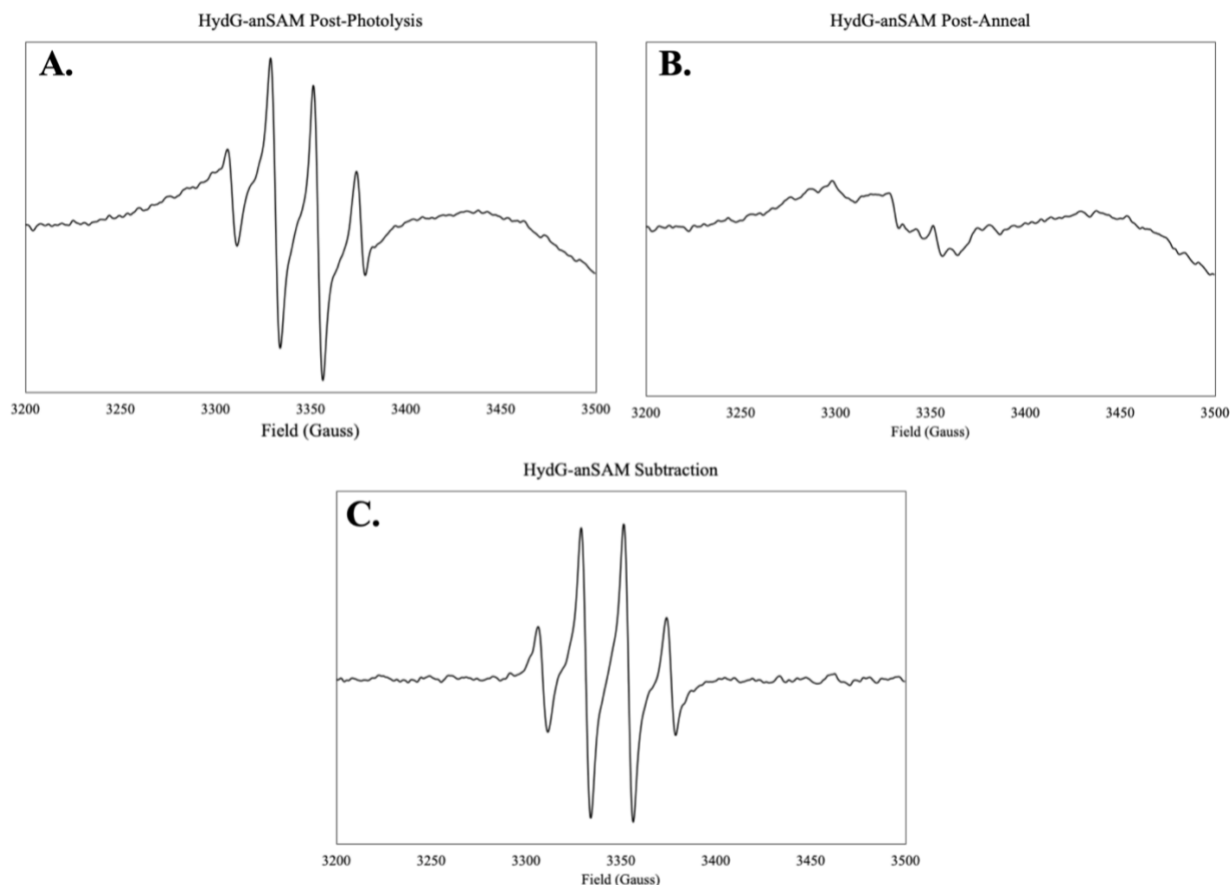 HydG-anSAM Post-Photolysis
A.
3200 3250 3300 3350 3400 3450 3500
Field (Gauss)
HydG-anSAM Post-Anneal
B.
3200 3250 3300 3350 3400 3450 3500
Field (Gauss)
HydG-anSAM Subtraction
C.
3200 3250 3300 3350 3400 3450 3500
Field (Gauss)